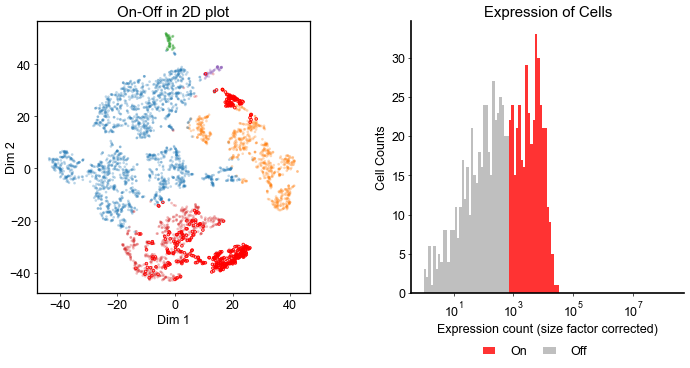 On-Off in 2D plot
40
20
0
−20
−40
Dim 2
−40
−20
0
20
40
Dim 1
Expression of Cells
30
25
20
15
10
5
0
Cell Counts
10^1
10^3
10^5
10^7
Expression count (size factor corrected)
On
Off